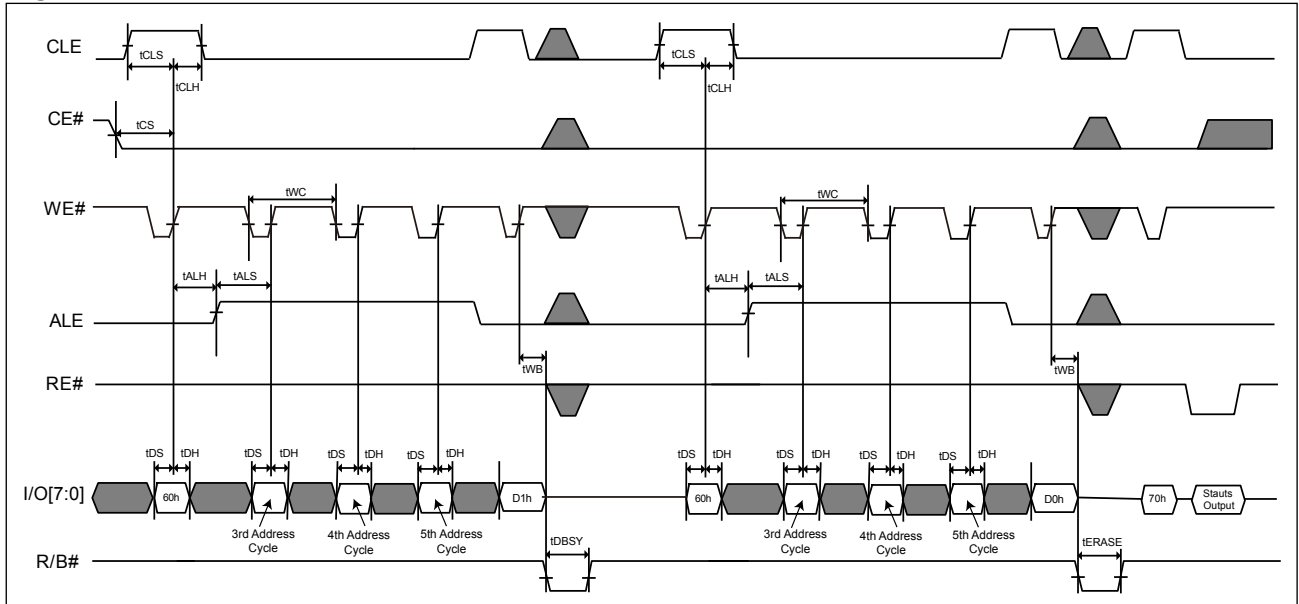 CLE
tCLS
tCLH
tCLS
tCLH
CE#
tCS
WE#
tWC
tWC
tALH
tALS
tALH
tALS
ALE
tWB
tWB
RE#
tDS
tDH
tDS
tDH
tDS
tDH
tDS
tDH
tDS
tDH
tDS
tDH
tDS
tDH
tDS
tDH
I/O[7:0]
60h
D1h
60h
D0h
70h
Stauts
Output
3rd Address
Cycle
4th Address
Cycle
5th Address
Cycle
3rd Address
Cycle
4th Address
Cycle
5th Address
Cycle
tDBSY
tERASE
R/B#